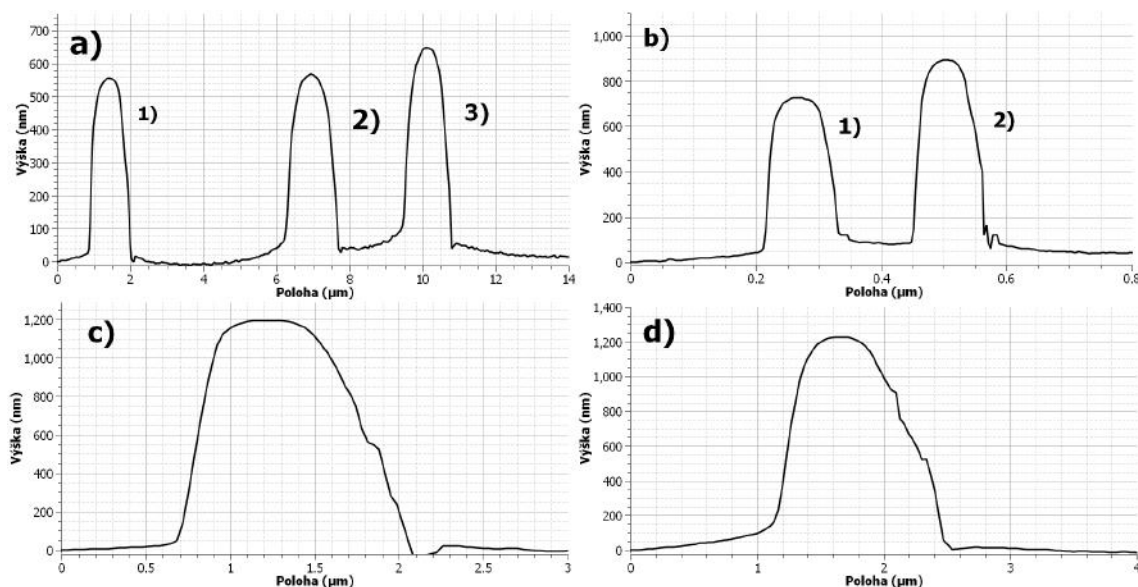 a)
700
600
500
400
300
200
100
0
Výška (nm)
1)
2)
3)
0 2 4 6 8 10 12 14
Poloha (µm)
b)
1,000
800
600
400
200
0
Výška (nm)
1)
2)
0 0.2 0.4 0.6 0.8
Poloha (µm)
c)
1,200
1,000
800
600
400
200
0
Výška (nm)
0 0.5 1 1.5 2 2.5 3
Poloha (µm)
d)
1,400
1,200
1,000
800
600
400
200
0
Výška (nm)
0 1 2 3 4
Poloha (µm)